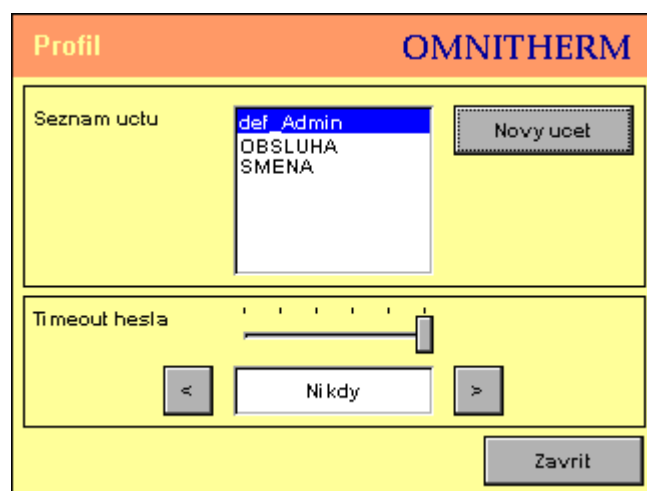 Profil
OMNITHERM
Seznam uctu
def_Admin
OBSLUHA
SMENA
Novy ucet
Timeout hesla
<
Nikdy
>
Zavrit